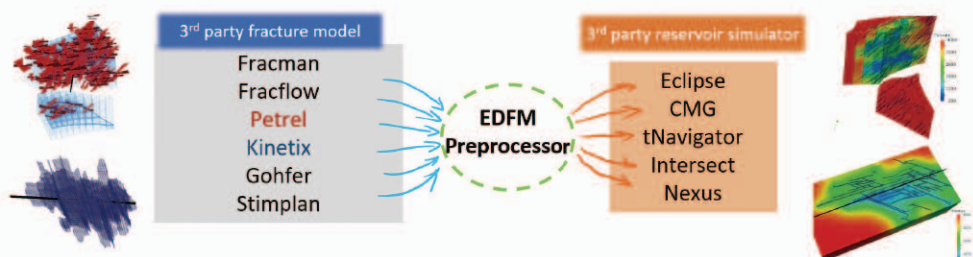 3rd party fracture model
Fracman
Fracflow
Petrel
Kinetix
Gohfer
Stimplan
EDFM
Preprocessor
3rd party reservoir simulator
Eclipse
CMG
tNavigator
Intersect
Nexus